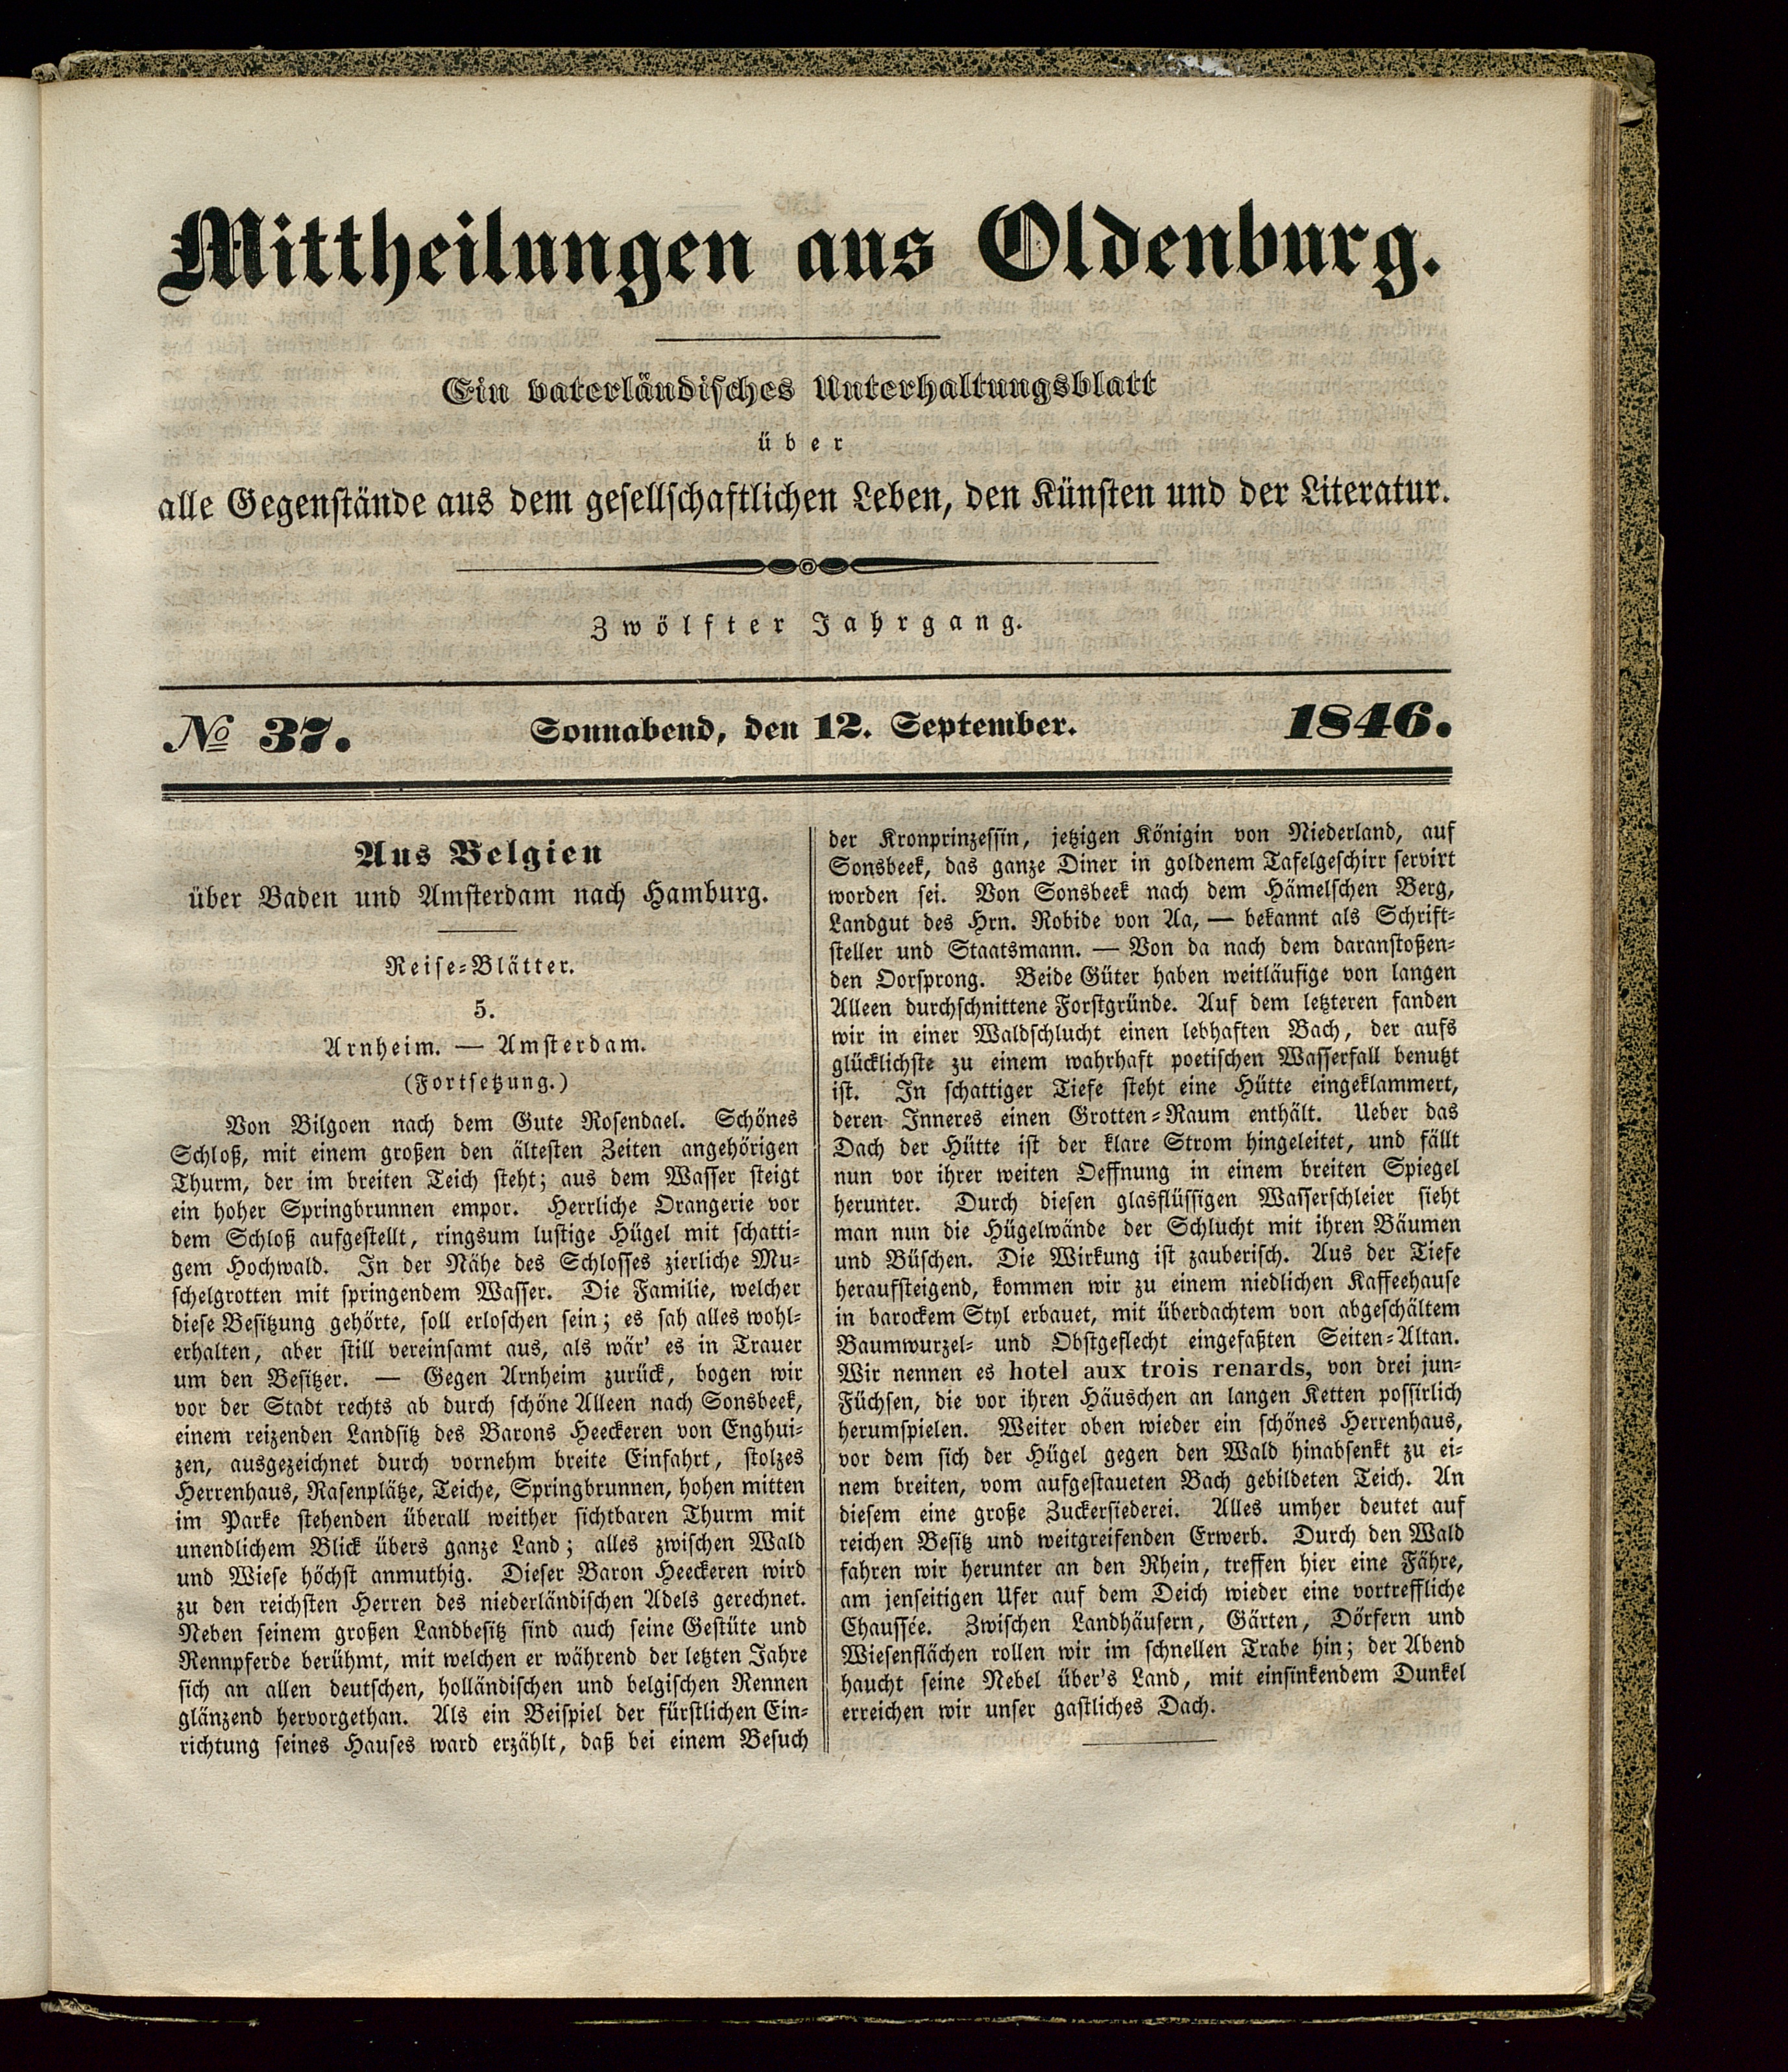 Mittheilungen aus Oldenburg.
Ein vaterländisches Unterhaltungsblatt
über
alle Gegenstände aus dem gesellschaftlichen Leben, den Künsten und der Literatur.
Zwölfter Jahrgang.
№ 37. Sonnabend, den 12. September. 1846.
Aus Belgien
über Baden und Amsterdam nach Hamburg.
Reise-Blätter.
5.
Arnheim. — Amsterdam.
(Fortsetzung.)
Von Bilgoen nach dem Gute Rosendael. Schönes
Schloß, mit einem großen den ältesten Zeiten angehörigen
Thurm, der im breiten Teich steht; aus dem Wasser steigt
ein hoher Springbrunnen empor. Herrliche Orangerie vor
dem Schloß aufgestellt, ringsum lustige Hügel mit schatti-
gem Hochwald. In der Nähe des Schlosses zierliche Mu-
schelgrotten mit springendem Wasser. Die Familie, welcher
diese Besitzung gehörte, soll erloschen sein; es sah alles wohl-
erhalten, aber still vereinsamt aus, als wär' es in Trauer
um den Besitzer. — Gegen Arnheim zurück, bogen wir
vor der Stadt rechts ab durch schöne Alleen nach Sonsbeek,
einem reizenden Landsitz des Barons Heeckeren von Enghui-
zen, ausgezeichnet durch vornehm breite Einfahrt, stolzes
Herrenhaus, Rasenplätze, Teiche, Springbrunnen, hohen mitten
im Parke stehenden überall weither sichtbaren Thurm mit
unendlichem Blick übers ganze Land; alles zwischen Wald
und Wiese höchst anmuthig. Dieser Baron Heeckeren wird
zu den reichsten Herren des niederländischen Adels gerechnet.
Neben seinem großen Landbesitz sind auch seine Gestüte und
Rennpferde berühmt, mit welchen er während der letzten Jahre
sich an allen deutschen, holländischen und belgischen Rennen
glänzend hervorgethan. Als ein Beispiel der fürstlichen Ein-
richtung seines Hauses ward erzählt, daß bei einem Besuch
der Kronprinzessin, jetzigen Königin von Niederland, auf
Sonsbeek, das ganze Diner in goldenem Tafelgeschirr servirt
worden sei. Von Sonsbeek nach dem Hämelschen Berg,
Landgut des Hrn. Robide von Aa, — bekannt als Schrift-
steller und Staatsmann. — Von da nach dem daranstoßen-
den Oorsprong. Beide Güter haben weitläufige von langen
Alleen durchschnittene Forstgründe. Auf dem letzteren fanden
wir in einer Waldschlucht einen lebhaften Bach, der aufs
glücklichste zu einem wahrhaft poetischen Wasserfall benutzt
ist. In schattiger Tiefe steht eine Hütte eingeklammert,
deren Inneres einen Grotten-Raum enthält. Ueber das
Dach der Hütte ist der klare Strom hingeleitet, und fällt
nun vor ihrer weiten Oeffnung in einem breiten Spiegel
herunter. Durch diesen glasflüssigen Wasserschleier sieht
man nun die Hügelwände der Schlucht mit ihren Bäumen
und Büschen. Die Wirkung ist zauberisch. Aus der Tiefe
heraufsteigend, kommen wir zu einem niedlichen Kaffeehause
in barockem Styl erbauet, mit überdachtem von abgeschältem
Baumwurzel- und Obstgeflecht eingefaßten Seiten-Altan.
Wir nennen es hotel aux trois renards, von drei jun-
Füchsen, die vor ihren Häuschen an langen Ketten possirlich
herumspielen. Weiter oben wieder ein schönes Herrenhaus,
vor dem sich der Hügel gegen den Wald hinabsenkt zu ei-
nem breiten, vom aufgestaueten Bach gebildeten Teich. An
diesem eine große Zuckersiederei. Alles umher deutet auf
reichen Besitz und weitgreifenden Erwerb. Durch den Wald
fahren wir herunter an den Rhein, treffen hier eine Fähre,
am jenseitigen Ufer auf dem Deich wieder eine vortreffliche
Chaussée. Zwischen Landhäusern, Gärten, Dörfern und
Wiesenflächen rollen wir im schnellen Trabe hin; der Abend
haucht seine Nebel über's Land, mit einsinkendem Dunkel
erreichen wir unser gastliches Dach.